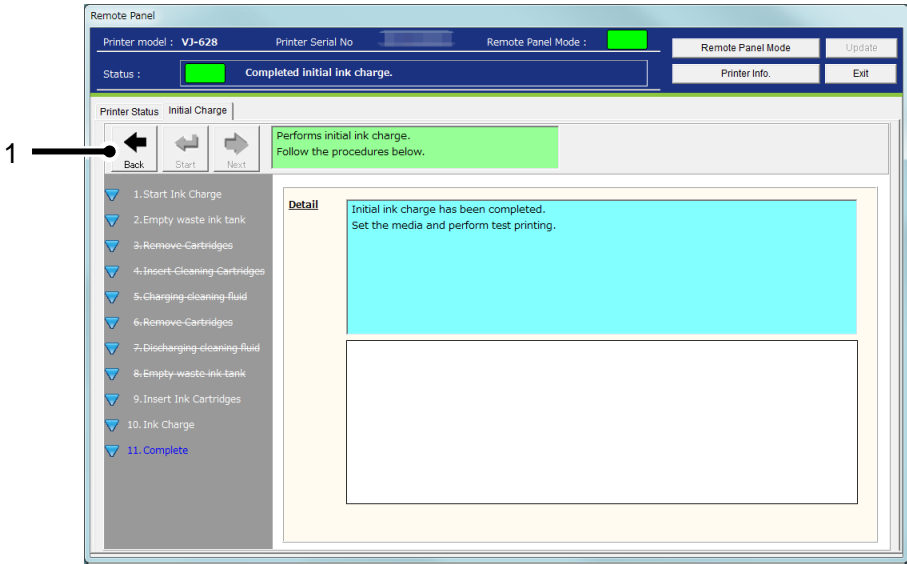 Remote Panel
Printer model : VJ-628 Printer Serial No Remote Panel Mode :
Remote Panel Mode Update
Status : Completed initial ink charge.
Printer Info. Exit
Printer Status Initial Charge
1
Back Start Next
Performs initial ink charge.
Follow the procedures below.
1.Start Ink Charge
2.Empty waste ink tank
3.Remove Cartridges
4.Insert Cleaning Cartridges
5.Charging cleaning fluid
6.Remove Cartridges
7.Discharging cleaning fluid
8.Empty waste ink tank
9.Insert Ink Cartridges
10.Ink Charge
11.Complete
Detail
Initial ink charge has been completed.
Set the media and perform test printing.